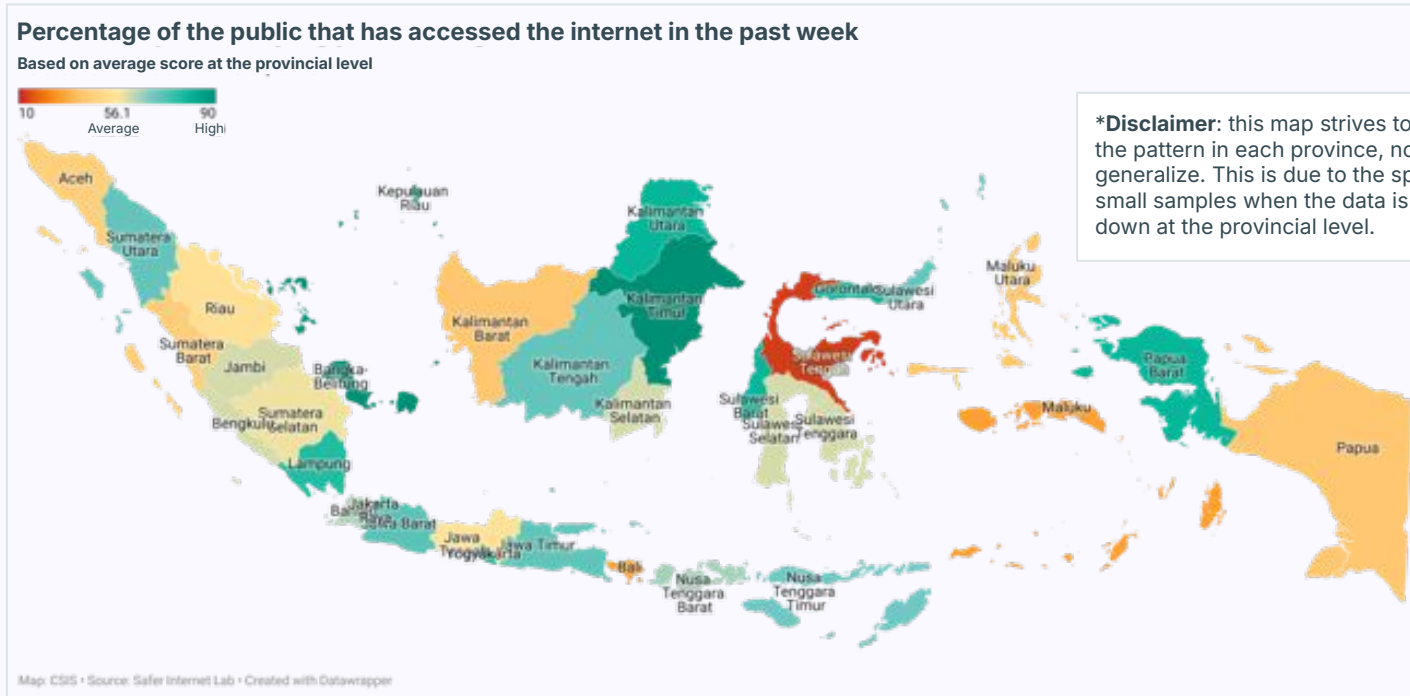 Percentage of the public that has accessed the internet in the past week
Based on average score at the provincial level
10 56.1 90
Average High
*Disclaimer: this map strives to
the pattern in each province, no
generalize. This is due to the sp
small samples when the data is
down at the provincial level.
Aceh
Sumatera
Utara
Kepulauan
Riau
Kalimantan
Utara
Riau
Kalimantan
Timur
Gorontalo
Sulawesi
Utara
Maluku
Utara
Sumatera
Barat
Jambi
Kalimantan
Barat
Kalimantan
Tengah
Sulawesi
Tengah
Papua
Barat
Bangka-
Belitung
Bengkulu
Sumatera
Selatan
Kalimantan
Selatan
Sulawesi
Barat
Sulawesi
Selatan
Sulawesi
Tenggara
Maluku
Papua
Lampung
Jakarta
Raya
Jawa Barat
Jawa
Yogyakarta
Jawa Timur
Bali
Nusa
Tenggara
Barat
Nusa
Tenggara
Timur
Map: CSIS • Source: Safer Internet Lab • Created with Datawrapper